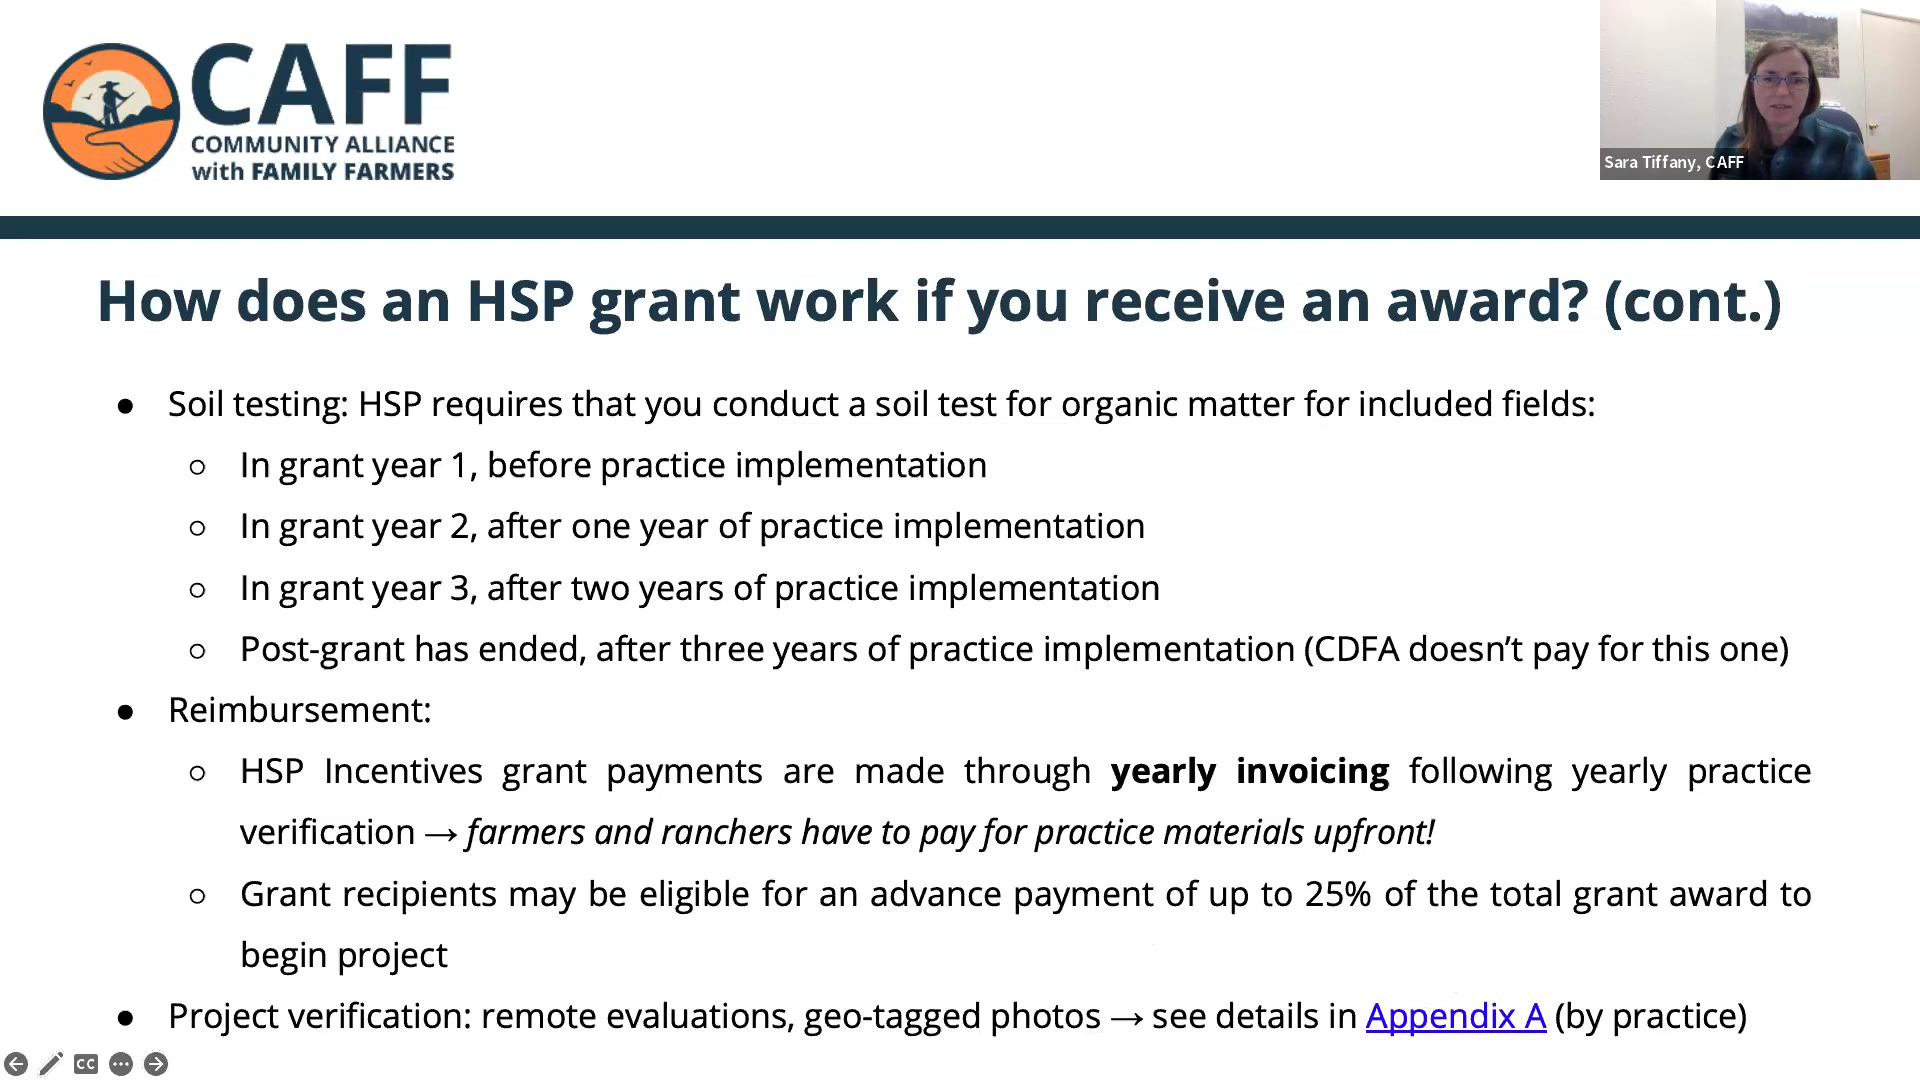 CAFF
COMMUNITY ALLIANCE
with FAMILY FARMERS
Sara Tiffany, CAFF
How does an HSP grant work if you receive an award? (cont.)
● Soil testing: HSP requires that you conduct a soil test for organic matter for included fields:
○ In grant year 1, before practice implementation
○ In grant year 2, after one year of practice implementation
○ In grant year 3, after two years of practice implementation
○ Post-grant has ended, after three years of practice implementation (CDFA doesn’t pay for this one)
● Reimbursement:
○ HSP Incentives grant payments are made through yearly invoicing following yearly practice
verification → farmers and ranchers have to pay for practice materials upfront!
○ Grant recipients may be eligible for an advance payment of up to 25% of the total grant award to
begin project
● Project verification: remote evaluations, geo-tagged photos → see details in Appendix A (by practice)
CC